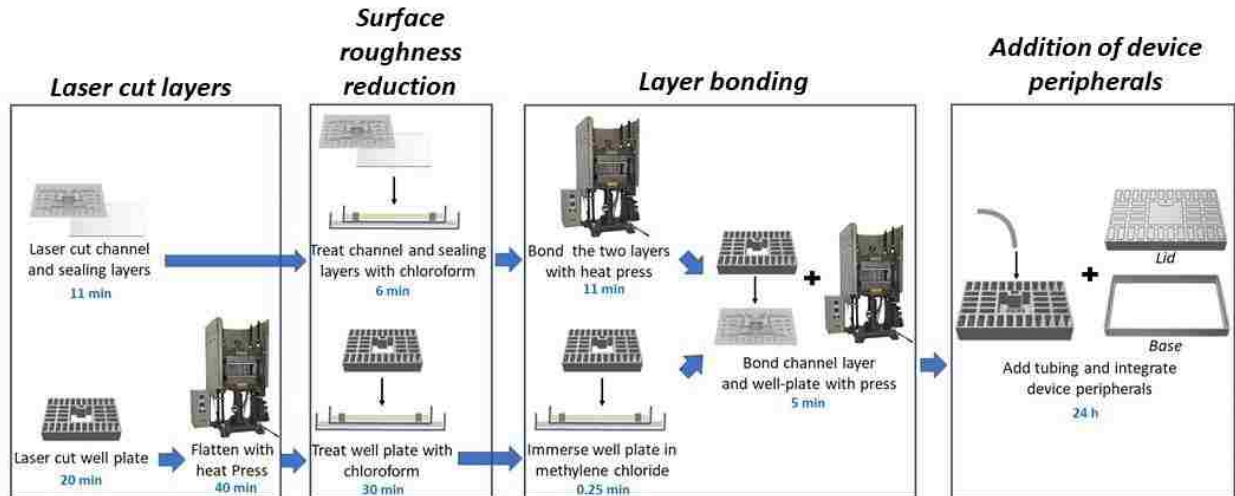 Laser cut layers
Surface
roughness
reduction
Layer bonding
Addition of device
peripherals
Laser cut channel
and sealing layers
11 min
Treat channel and sealing
layers with chloroform
6 min
Bond the two layers
with heat press
11 min
Laser cut well plate
20 min
Flatten with
heat Press
40 min
Treat well plate with
chloroform
30 min
Immerse well plate in
methylene chloride
0.25 min
+
Bond channel layer
and well-plate with press
5 min
+
Lid
Base
Add tubing and integrate
device peripherals
24 h